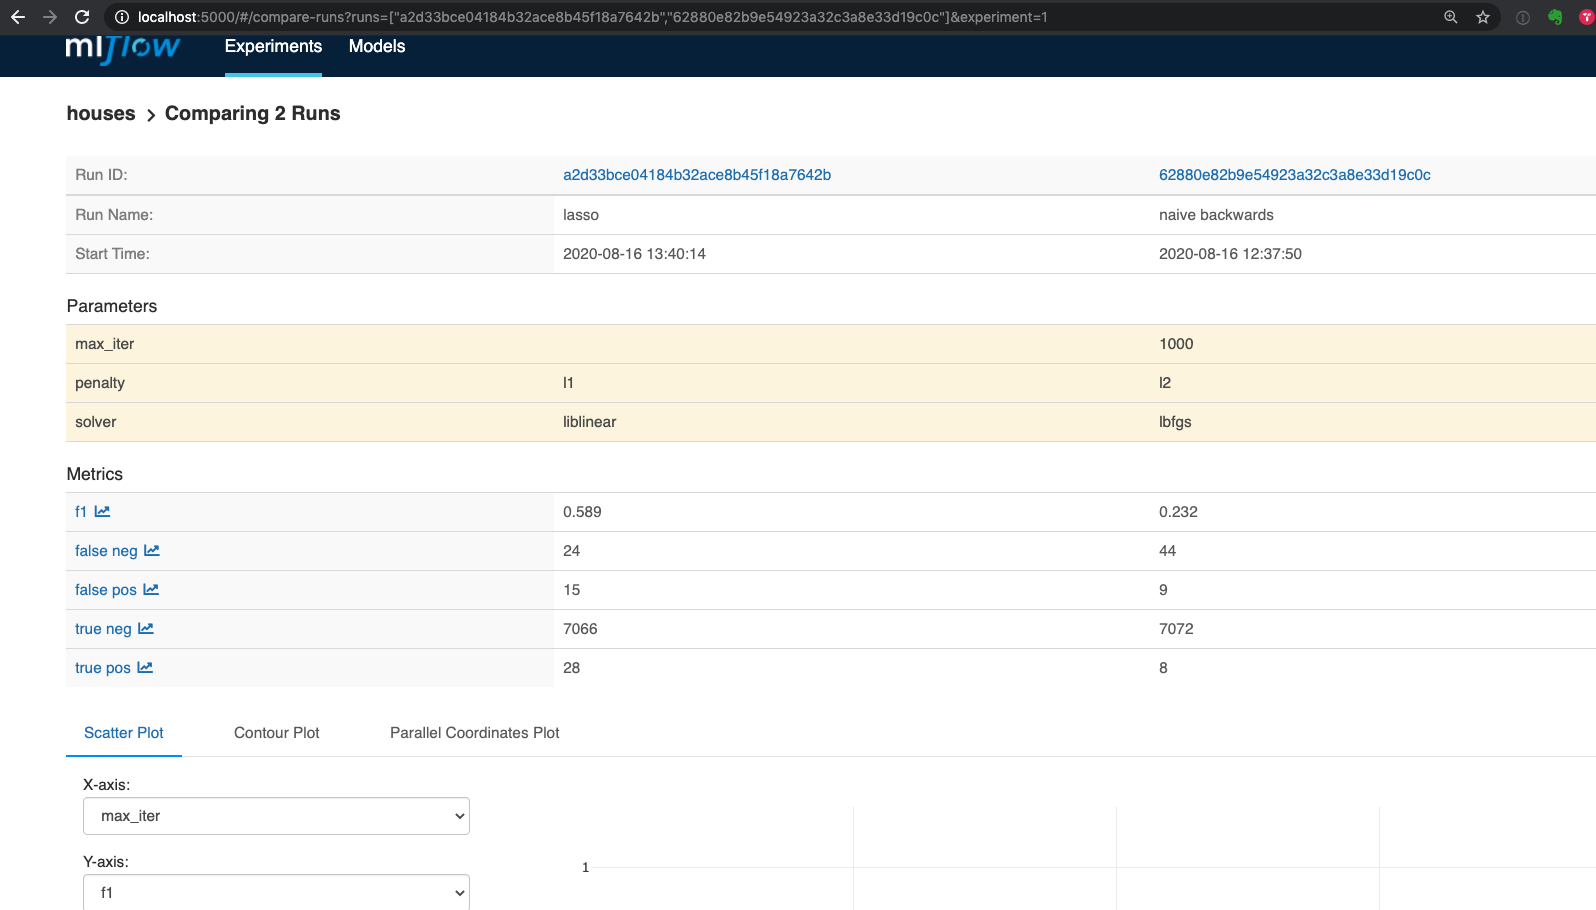 localhost:5000/#/compare-runs?runs=["a2d33bce04184b32ace8b45f18a7642b","62880e82b9e54923a32c3a8e33d19c0c"]&experiment=1
mlflow Experiments Models
houses > Comparing 2 Runs
Run ID: a2d33bce04184b32ace8b45f18a7642b 62880e82b9e54923a32c3a8e33d19c0c
Run Name: lasso naive backwards
Start Time: 2020-08-16 13:40:14 2020-08-16 12:37:50
Parameters
max_iter 1000
penalty l1 l2
solver liblinear lbfgs
Metrics
f1 0.589 0.232
false neg 24 44
false pos 15 9
true neg 7066 7072
true pos 28 8
Scatter Plot Contour Plot Parallel Coordinates Plot
X-axis:
max_iter
Y-axis:
f1
1